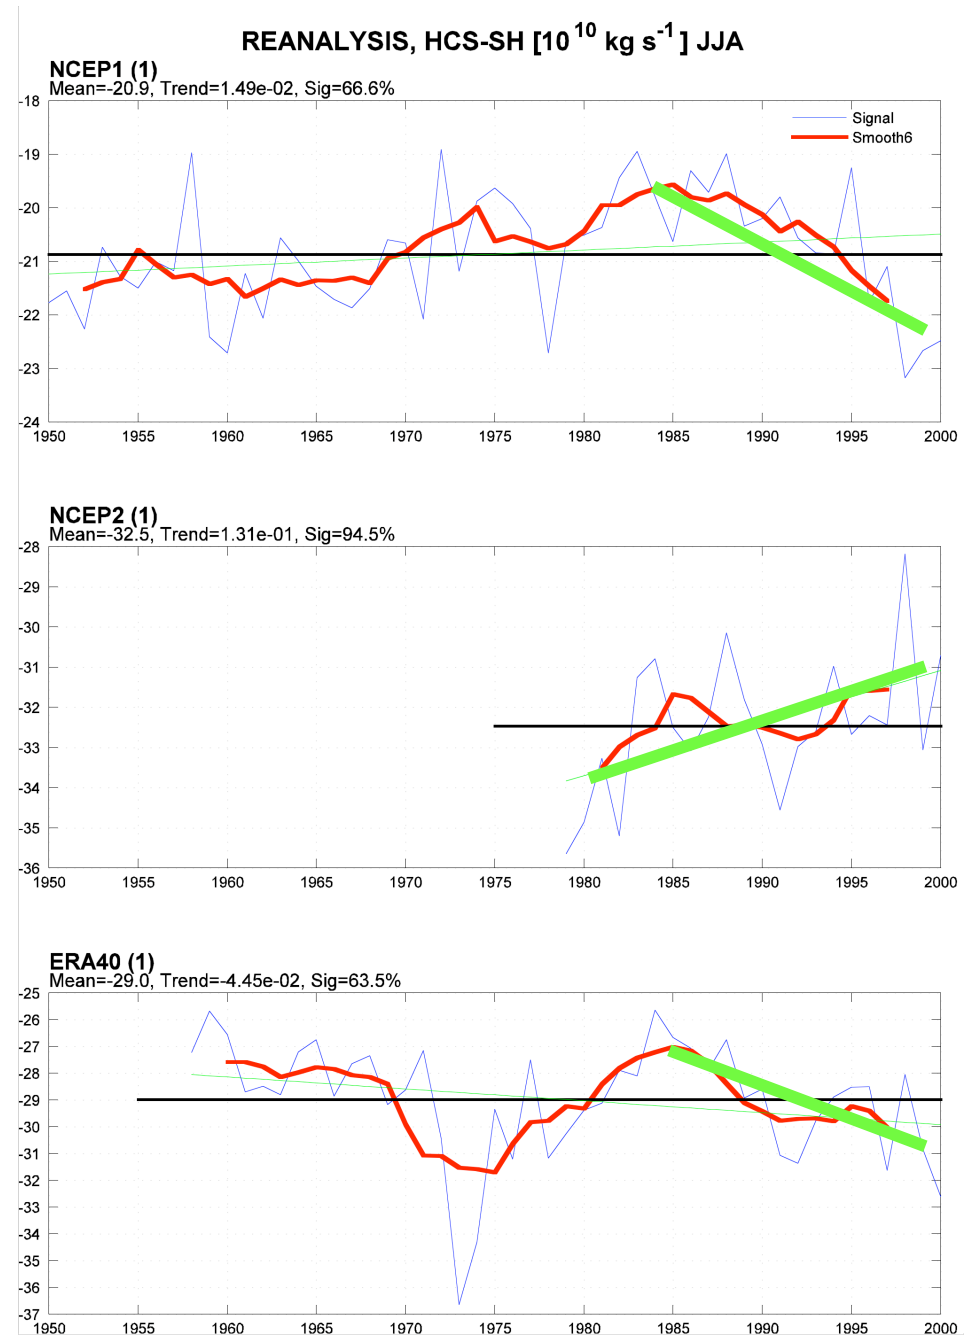 REANALYSIS, HCS-SH [10^10 kg s^-1] JJA
NCEP1 (1)
Mean=-20.9, Trend=1.49e-02, Sig=66.6%
-18
Signal
Smooth6
-19
-20
-21
-22
-23
-24
1950 1955 1960 1965 1970 1975 1980 1985 1990 1995 2000
NCEP2 (1)
Mean=-32.5, Trend=1.31e-01, Sig=94.5%
-28
-29
-30
-31
-32
-33
-34
-35
-36
1950 1955 1960 1965 1970 1975 1980 1985 1990 1995 2000
ERA40 (1)
Mean=-29.0, Trend=-4.45e-02, Sig=63.5%
-25
-26
-27
-28
-29
-30
-31
-32
-33
-34
-35
-36
-37
1950 1955 1960 1965 1970 1975 1980 1985 1990 1995 2000